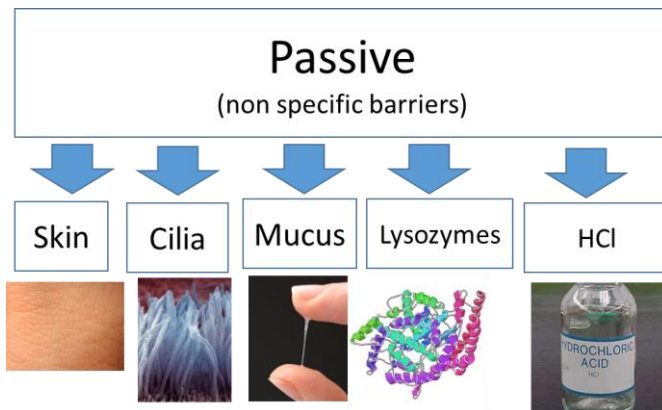 Passive
(non specific barriers)
Skin
Cilia
Mucus
Lysozymes
HCl
HYDROCHLORIC
ACID
HCl